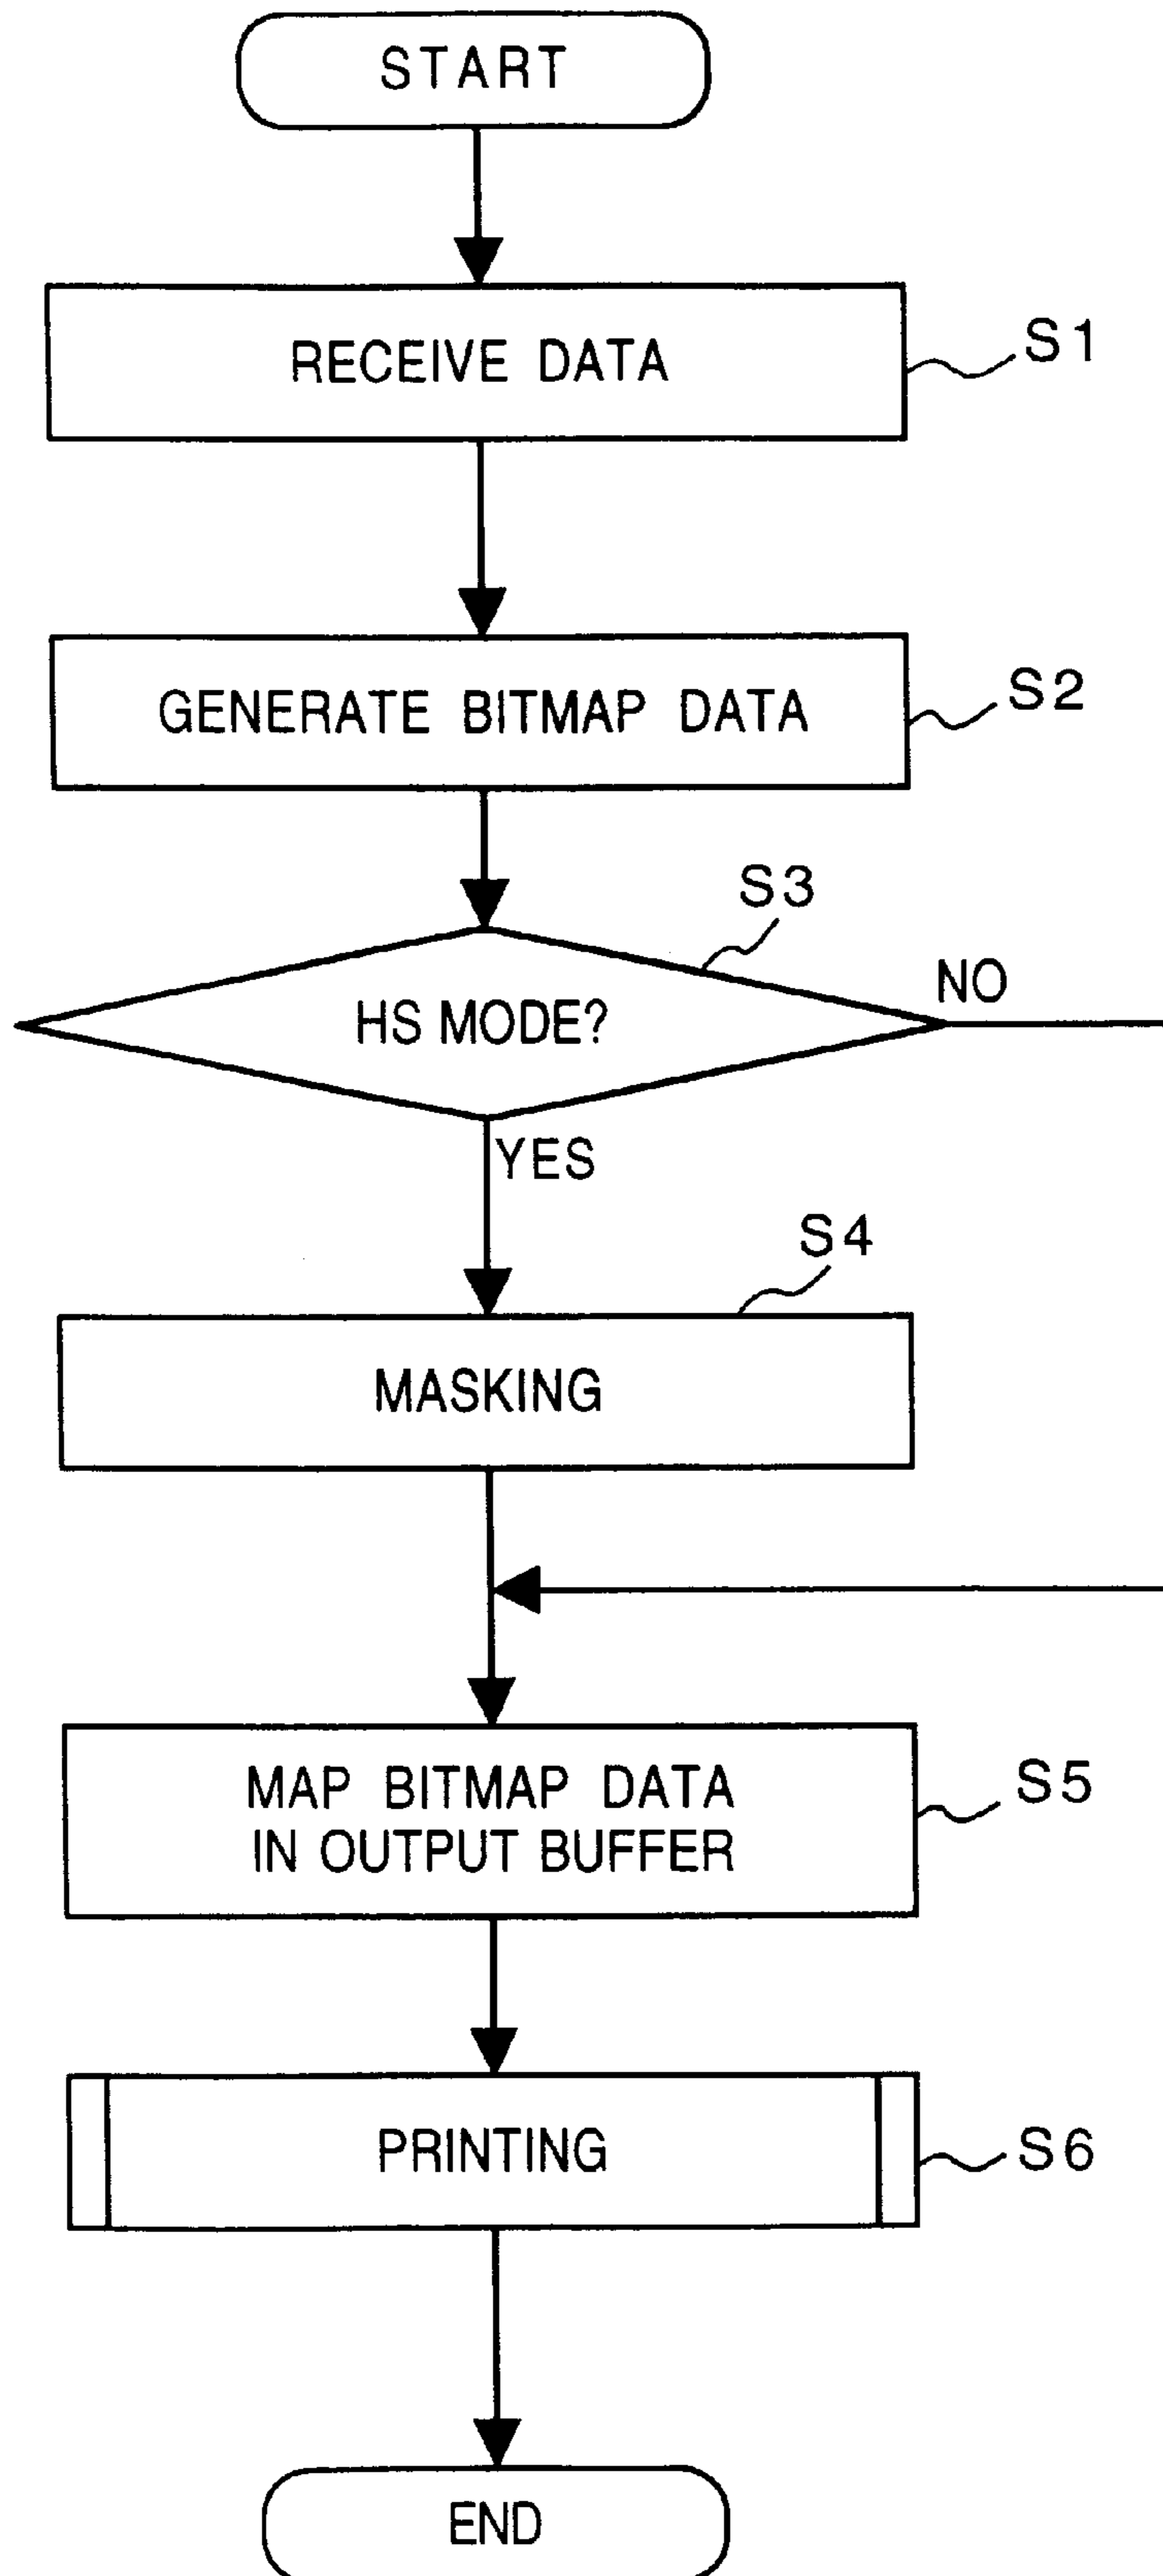 START
RECEIVE DATA
S1
GENERATE BITMAP DATA
S2
S3
HS MODE?
NO
YES
S4
MASKING
MAP BITMAP DATA
IN OUTPUT BUFFER
S5
PRINTING
S6
END